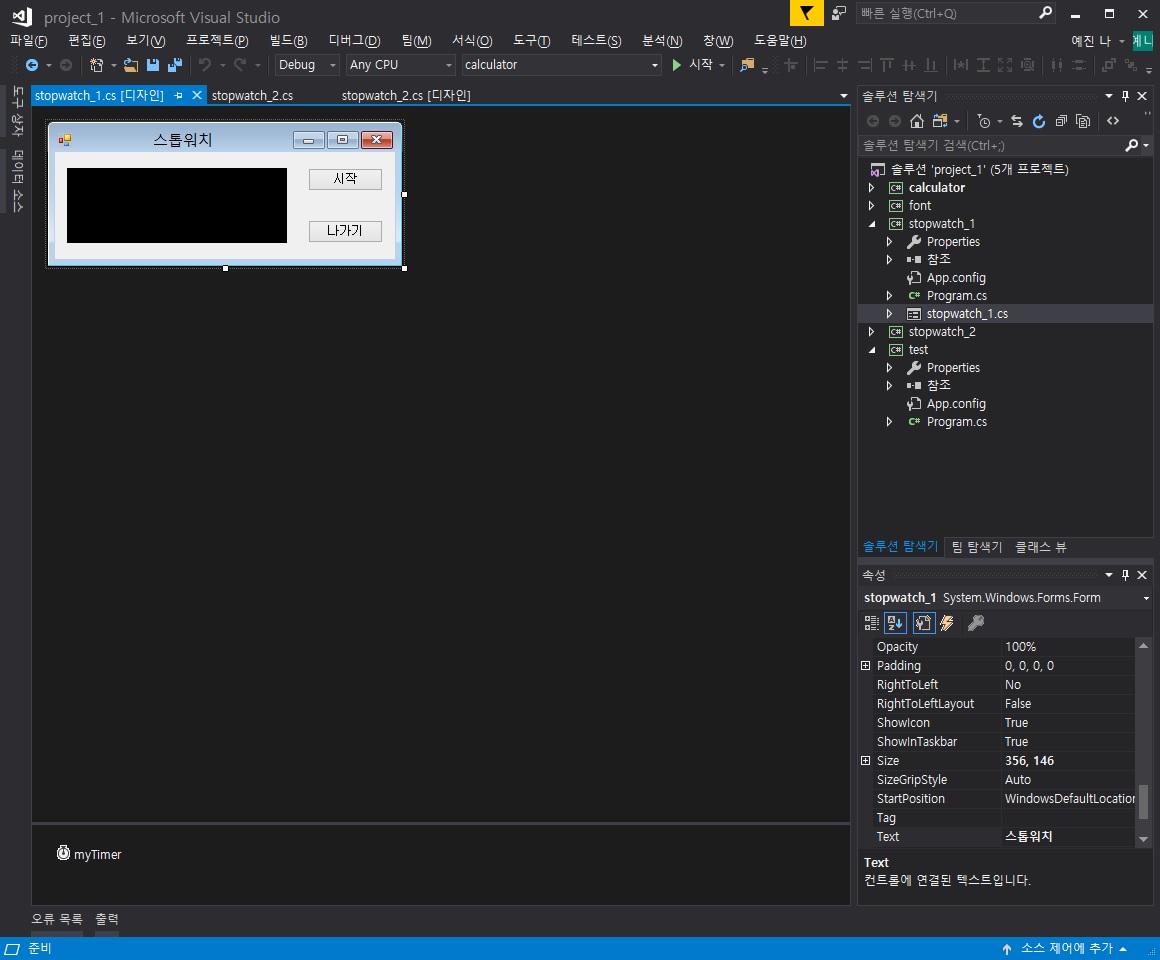 project_1 - Microsoft Visual Studio
빠른 실행(Ctrl+Q)
파일(F) 편집(E) 보기(V) 프로젝트(P) 빌드(B) 디버그(D) 팀(M) 서식(O) 도구(T) 테스트(S) 분석(N) 창(W) 도움말(H)
예진 나
예나
Debug Any CPU calculator 시작
도구 상자
데이터 소스
stopwatch_1.cs [디자인] stopwatch_2.cs stopwatch_2.cs [디자인]
스톱워치
시작
나가기
myTimer
오류 목록 출력
솔루션 탐색기
솔루션 탐색기 검색(Ctrl+;)
솔루션 'project_1' (5개 프로젝트)
C# calculator
C# font
C# stopwatch_1
Properties
참조
App.config
C# Program.cs
stopwatch_1.cs
C# stopwatch_2
C# test
Properties
참조
App.config
C# Program.cs
솔루션 탐색기 팀 탐색기 클래스 뷰
속성
stopwatch_1 System.Windows.Forms.Form
Opacity 100%
Padding 0, 0, 0, 0
RightToLeft No
RightToLeftLayout False
ShowIcon True
ShowInTaskbar True
Size 356, 146
SizeGripStyle Auto
StartPosition WindowsDefaultLocation
Tag
Text 스톱워치
Text
컨트롤에 연결된 텍스트입니다.
준비
소스 제어에 추가